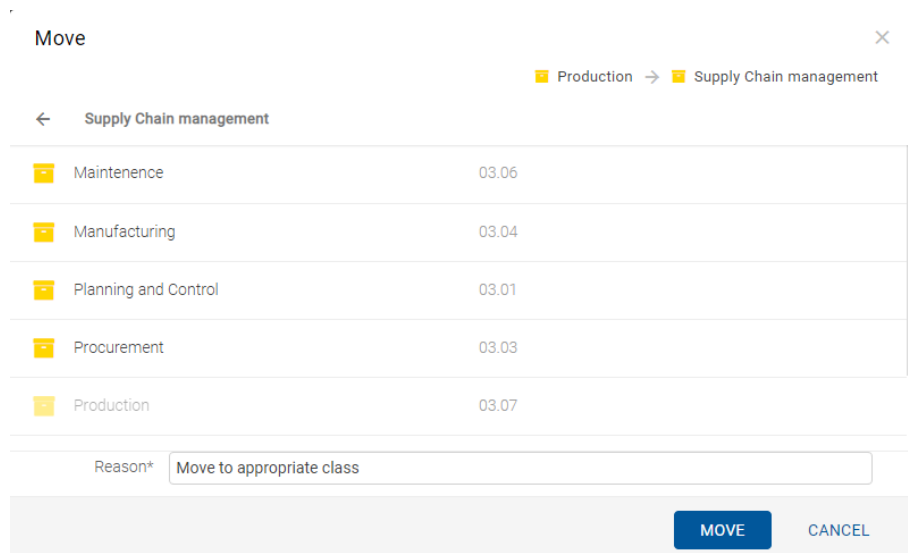 Move
Production → Supply Chain management
← Supply Chain management
Maintenence 03.06
Manufacturing 03.04
Planning and Control 03.01
Procurement 03.03
Production 03.07
Reason* Move to appropriate class
MOVE CANCEL